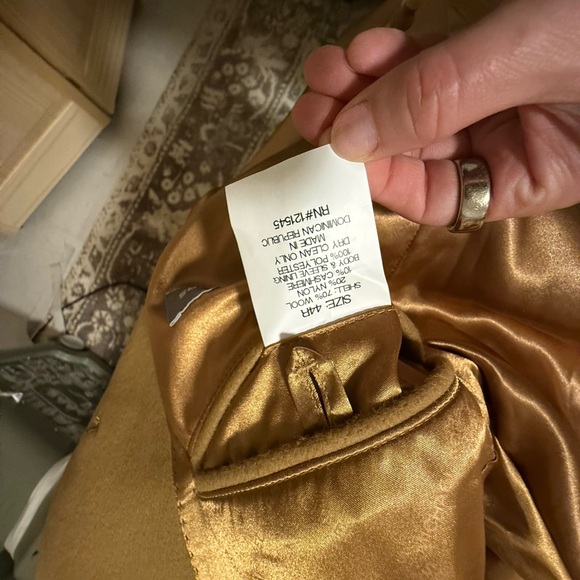 SIZE: 44R
SHELL: 70% WOOL
20% NYLON
10% CASHMERE
BODY & SLEEVE LINING
100% POLYESTER
DRY CLEAN ONLY
MADE IN
DOMINICAN REPUBLIC
RN#121545